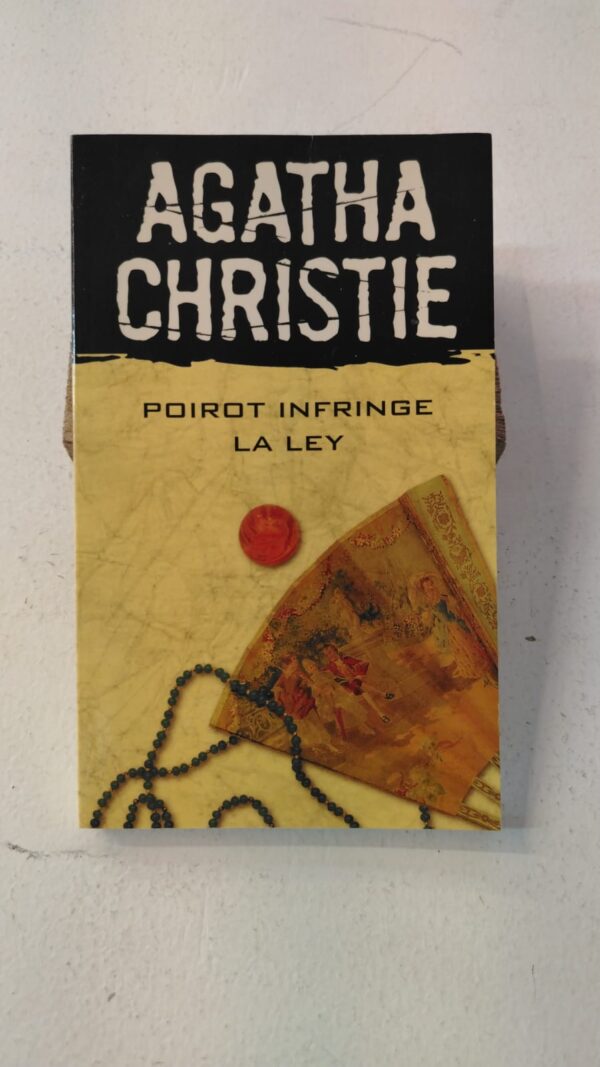 AGATHA
CHRISTIE
POIROT INFRINGE
LA LEY